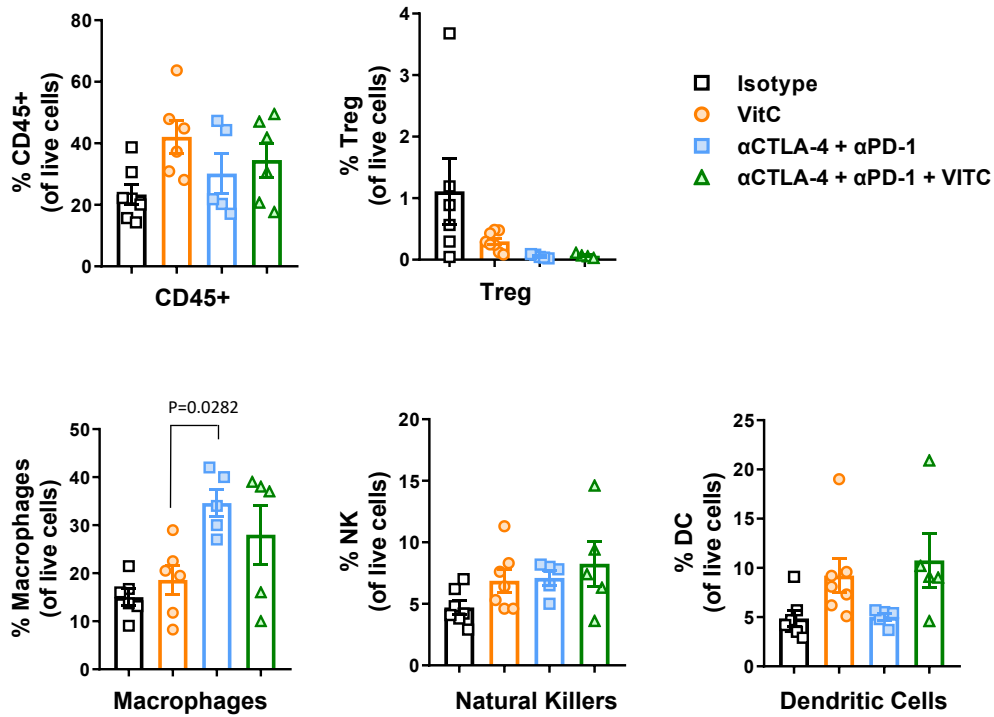 % CD45+
(of live cells)
80
60
40
20
0
CD45+
% Treg
(of live cells)
4
3
2
1
0
Treg
Isotype
VitC
αCTLA-4 + αPD-1
αCTLA-4 + αPD-1 + VITC
% Macrophages
(of live cells)
50
40
30
20
10
0
P=0.0282
Macrophages
% NK
(of live cells)
20
15
10
5
0
Natural Killers
% DC
(of live cells)
25
20
15
10
5
0
Dendritic Cells